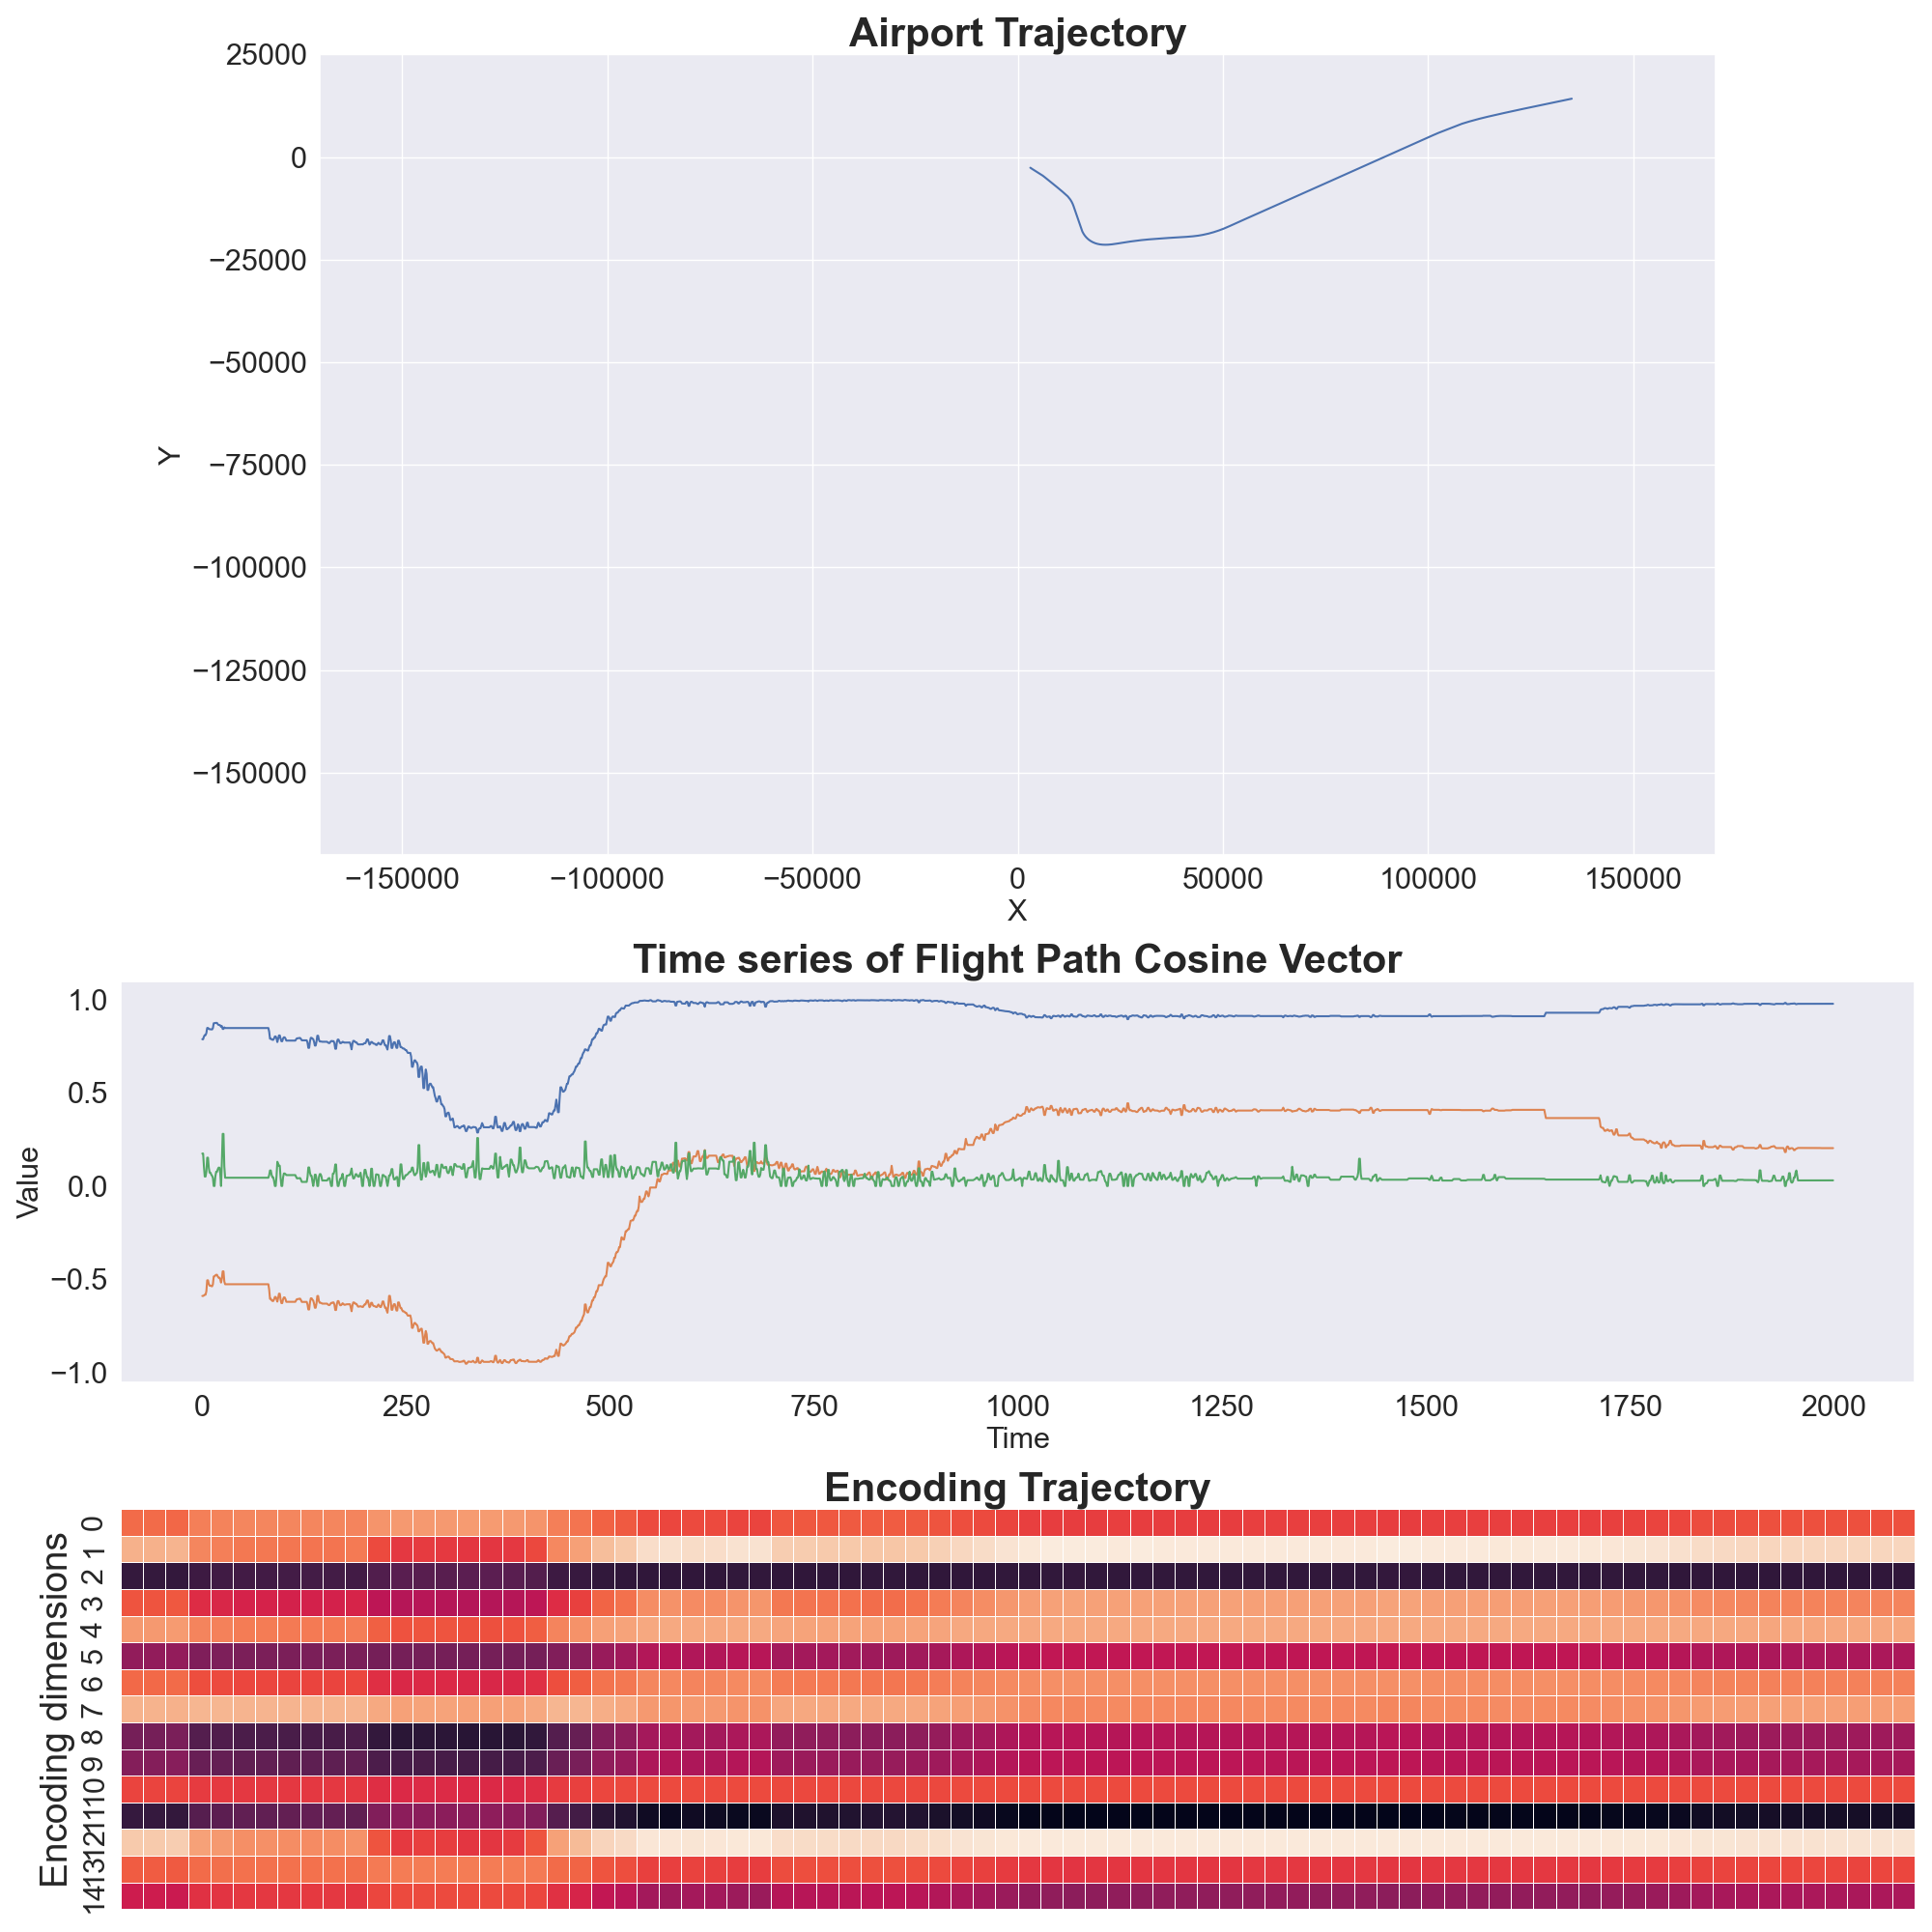 Airport Trajectory
25000
0
−25000
−50000
−75000
−100000
−125000
−150000
Y
−150000 −100000 −50000 0 50000 100000 150000
X
Time series of Flight Path Cosine Vector
1.0
0.5
0.0
−0.5
−1.0
Value
0 250 500 750 1000 1250 1500 1750 2000
Time
Encoding Trajectory
Encoding dimensions
0
1
2
3
4
5
6
7
8
9
10
11
12
13
14